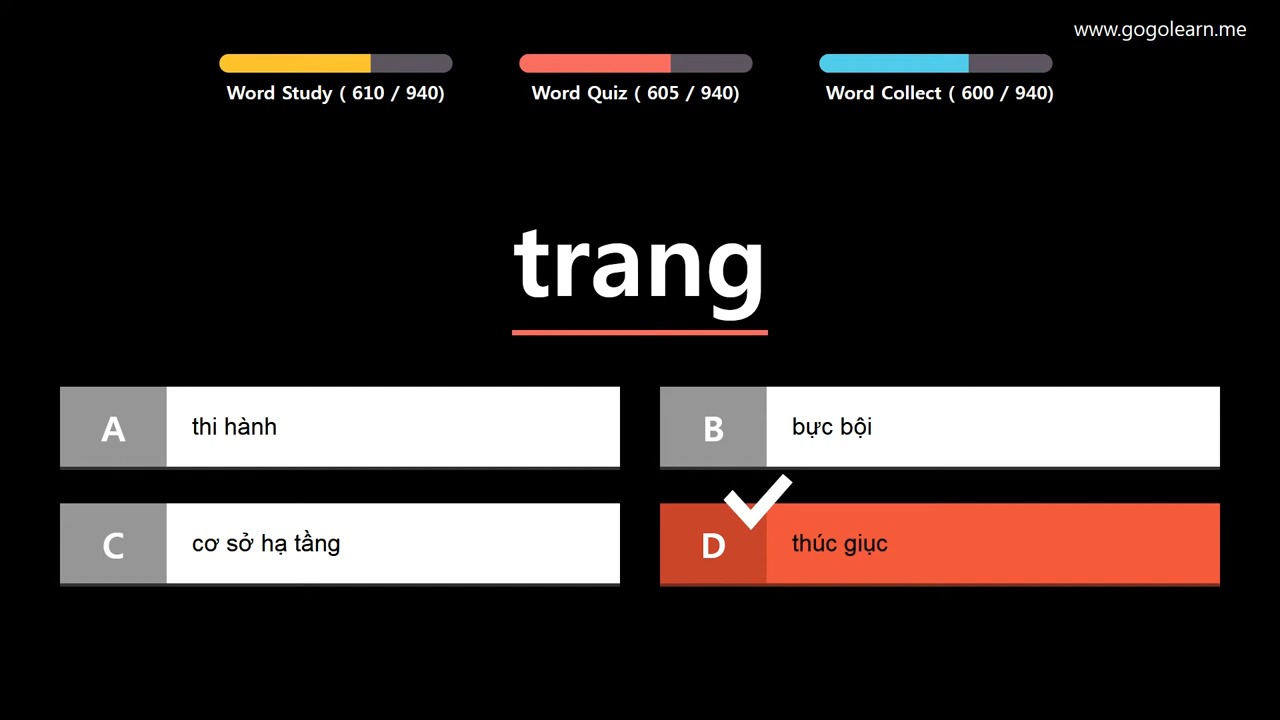 www.gogolearn.me
Word Study ( 610 / 940)
Word Quiz ( 605 / 940)
Word Collect ( 600 / 940)
trang
A thi hành
B bực bội
C cơ sở hạ tầng
D thúc giục